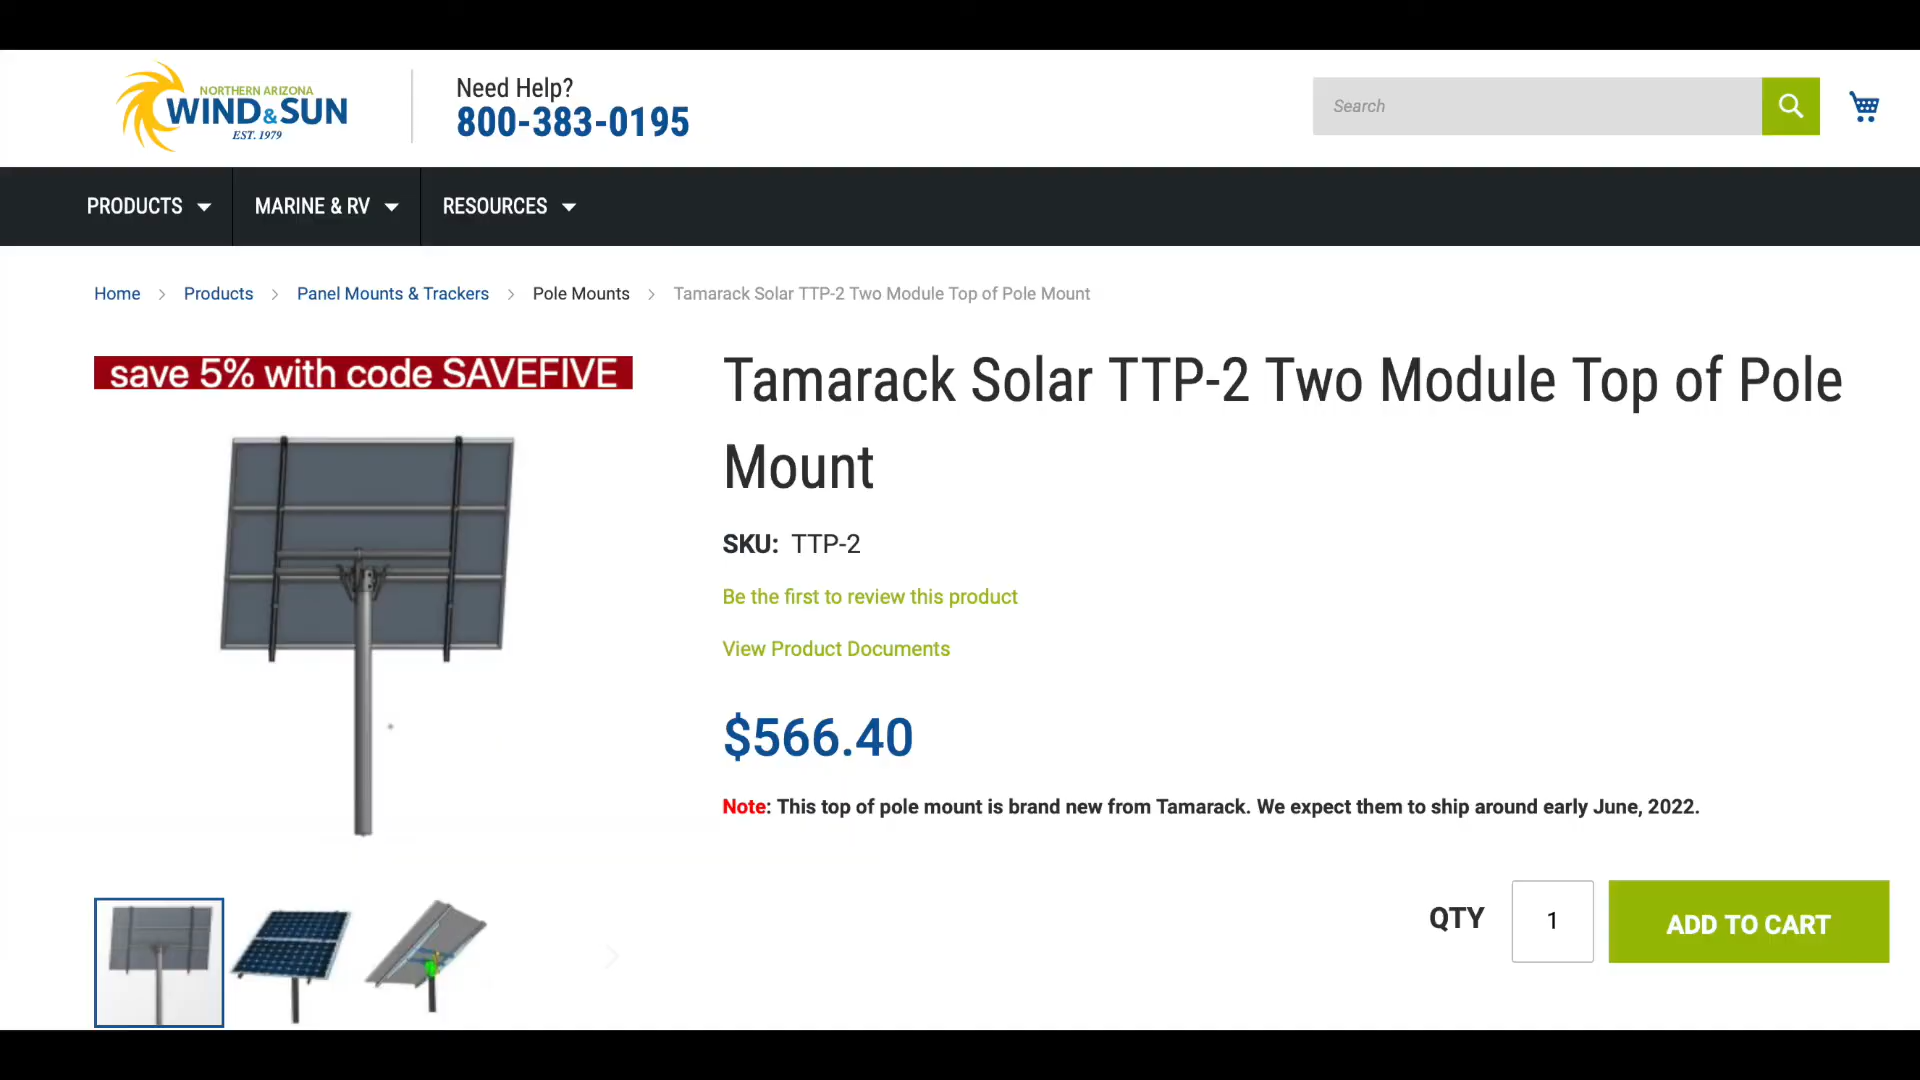 NORTHERN ARIZONA
WIND & SUN
EST. 1979
Need Help?
800-383-0195
Search
PRODUCTS
MARINE & RV
RESOURCES
Home > Products > Panel Mounts & Trackers > Pole Mounts > Tamarack Solar TTP-2 Two Module Top of Pole Mount
save 5% with code SAVEFIVE
Tamarack Solar TTP-2 Two Module Top of Pole
Mount
SKU: TTP-2
Be the first to review this product
View Product Documents
$566.40
Note: This top of pole mount is brand new from Tamarack. We expect them to ship around early June, 2022.
QTY 1 ADD TO CART